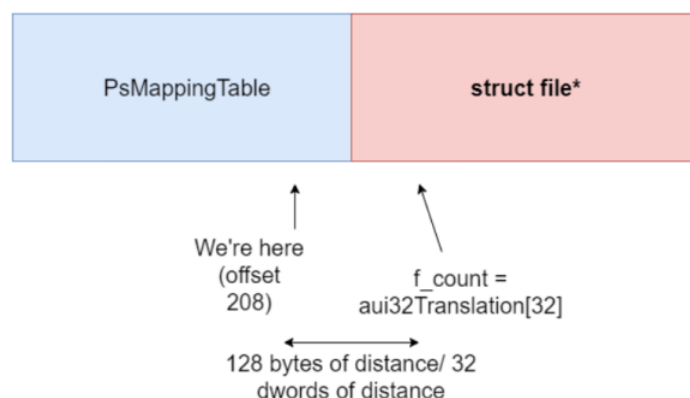 PsMappingTable
struct file*
We're here
(offset
208)
f_count =
aui32Translation[32]
128 bytes of distance/ 32
dwords of distance